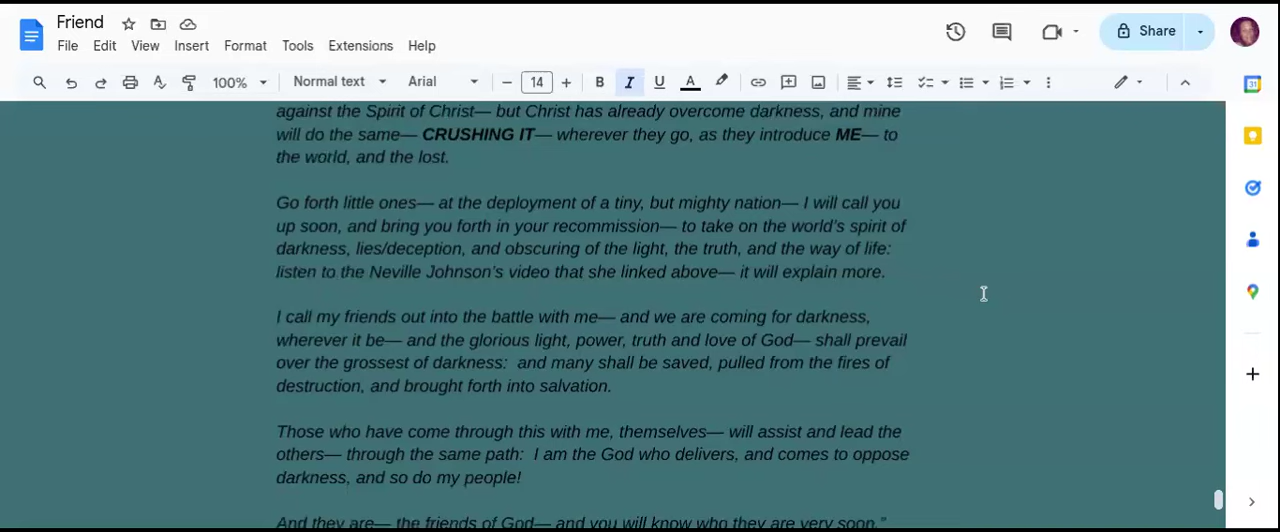 Friend
File Edit View Insert Format Tools Extensions Help
Share
100% Normal text Arial 14 B I U A
31
against the Spirit of Christ— but Christ has already overcome darkness, and mine
will do the same— CRUSHING IT— wherever they go, as they introduce ME— to
the world, and the lost.
Go forth little ones— at the deployment of a tiny, but mighty nation— I will call you
up soon, and bring you forth in your recommission— to take on the world's spirit of
darkness, lies/deception, and obscuring of the light, the truth, and the way of life:
listen to the Neville Johnson's video that she linked above— it will explain more.
I call my friends out into the battle with me— and we are coming for darkness,
wherever it be— and the glorious light, power, truth and love of God— shall prevail
over the grossest of darkness:  and many shall be saved, pulled from the fires of
destruction, and brought forth into salvation.
Those who have come through this with me, themselves— will assist and lead the
others— through the same path:  I am the God who delivers, and comes to oppose
darkness, and so do my people!
And they are— the friends of God— and you will know who they are very soon."